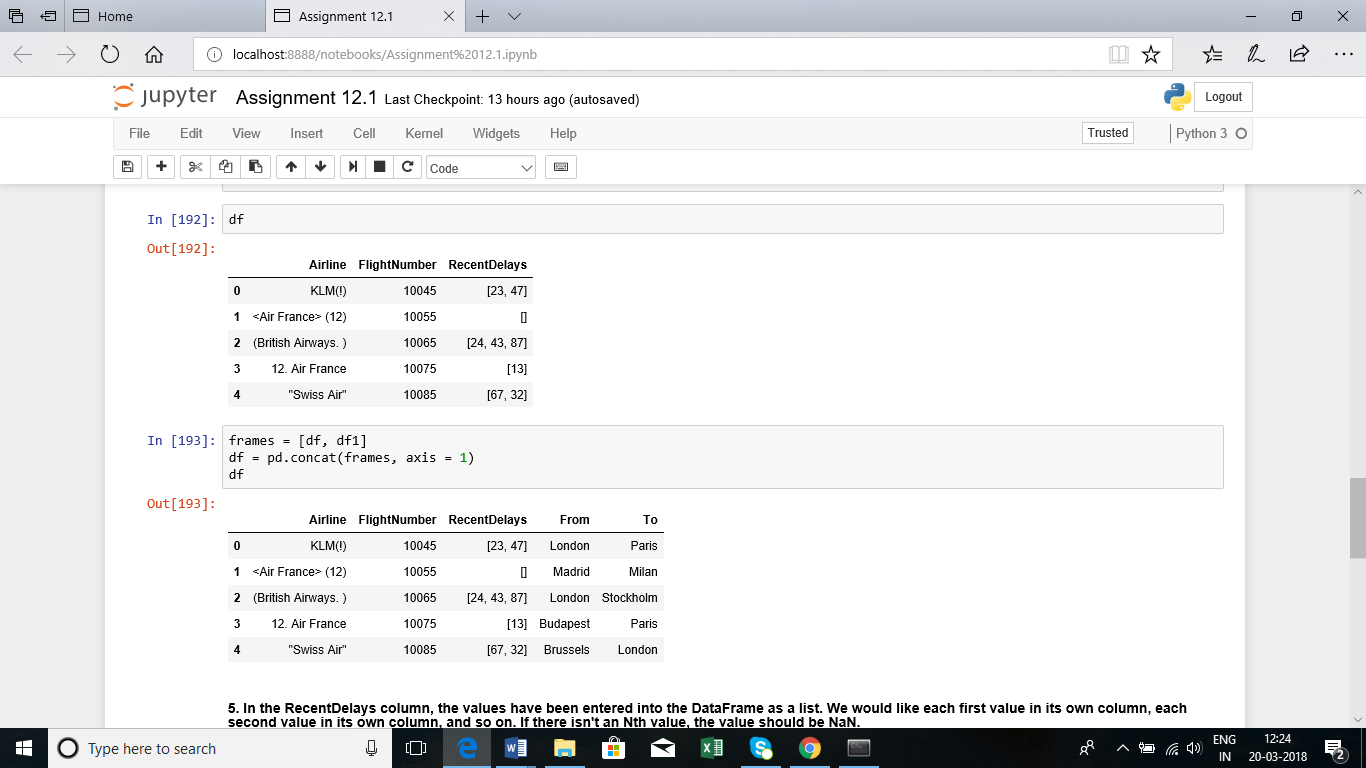 Home
Assignment 12.1
localhost:8888/notebooks/Assignment%2012.1.ipynb
jupyter Assignment 12.1 Last Checkpoint: 13 hours ago (autosaved)
Logout
File Edit View Insert Cell Kernel Widgets Help
Trusted
Python 3
Code
In [192]: df
Out[192]:
Airline FlightNumber RecentDelays
0 KLM(!) 10045 [23, 47]
1 <Air France> (12) 10055 []
2 (British Airways. ) 10065 [24, 43, 87]
3 12. Air France 10075 [13]
4 "Swiss Air" 10085 [67, 32]
In [193]: frames = [df, df1]
df = pd.concat(frames, axis = 1)
df
Out[193]:
Airline FlightNumber RecentDelays From To
0 KLM(!) 10045 [23, 47] London Paris
1 <Air France> (12) 10055 [] Madrid Milan
2 (British Airways. ) 10065 [24, 43, 87] London Stockholm
3 12. Air France 10075 [13] Budapest Paris
4 "Swiss Air" 10085 [67, 32] Brussels London
5. In the RecentDelays column, the values have been entered into the DataFrame as a list. We would like each first value in its own column, each
second value in its own column, and so on. If there isn't an Nth value, the value should be NaN.
Type here to search
ENG
IN
12:24
20-03-2018
2